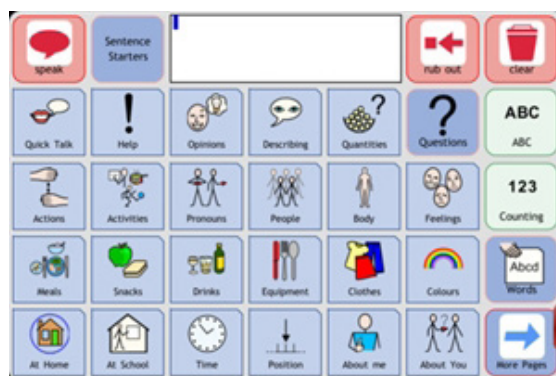 speak
Sentence
Starters
rub out
clear
Quick Talk
Help
Opinions
Describing
Quantities
Questions
ABC
ABC
Actions
Activities
Pronouns
People
Body
Feelings
123
Counting
Meals
Snacks
Drinks
Equipment
Clothes
Colours
Abcd
Words
At Home
At School
Time
Position
About me
About You
More Pages